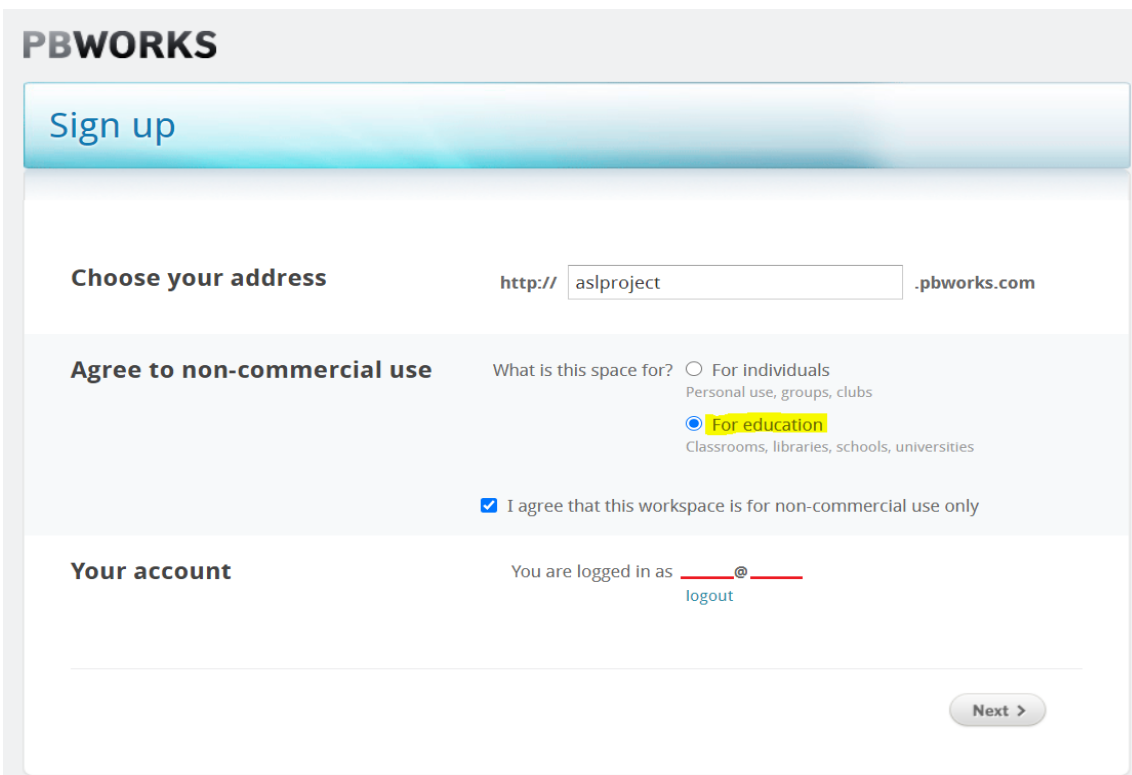 PBWORKS
Sign up
Choose your address http:// aslproject .pbworks.com
Agree to non-commercial use What is this space for? For individuals
Personal use, groups, clubs
For education
Classrooms, libraries, schools, universities
I agree that this workspace is for non-commercial use only
Your account You are logged in as @
logout
Next >